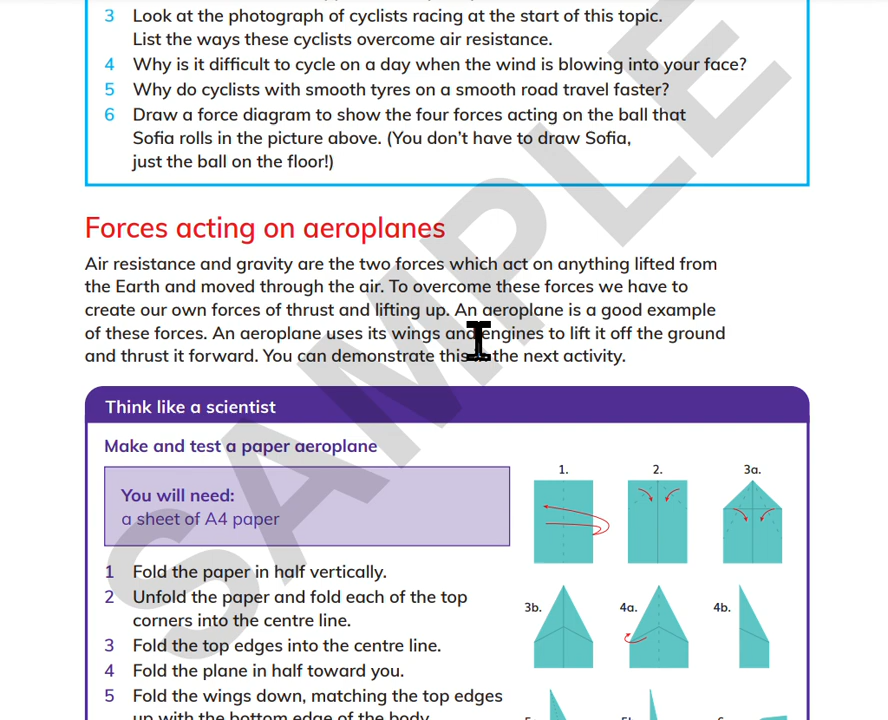 3 Look at the photograph of cyclists racing at the start of this topic.
List the ways these cyclists overcome air resistance.
4 Why is it difficult to cycle on a day when the wind is blowing into your face?
5 Why do cyclists with smooth tyres on a smooth road travel faster?
6 Draw a force diagram to show the four forces acting on the ball that
Sofia rolls in the picture above. (You don't have to draw Sofia,
just the ball on the floor!)
Forces acting on aeroplanes
Air resistance and gravity are the two forces which act on anything lifted from
the Earth and moved through the air. To overcome these forces we have to
create our own forces of thrust and lifting up. An aeroplane is a good example
of these forces. An aeroplane uses its wings and engines to lift it off the ground
and thrust it forward. You can demonstrate this the next activity.
Think like a scientist
Make and test a paper aeroplane
You will need:
a sheet of A4 paper
1 Fold the paper in half vertically.
2 Unfold the paper and fold each of the top
corners into the centre line.
3 Fold the top edges into the centre line.
4 Fold the plane in half toward you.
5 Fold the wings down, matching the top edges
up with the bottom edge of the body.
1. 2. 3a.
3b. 4a. 4b.
SAMPLE